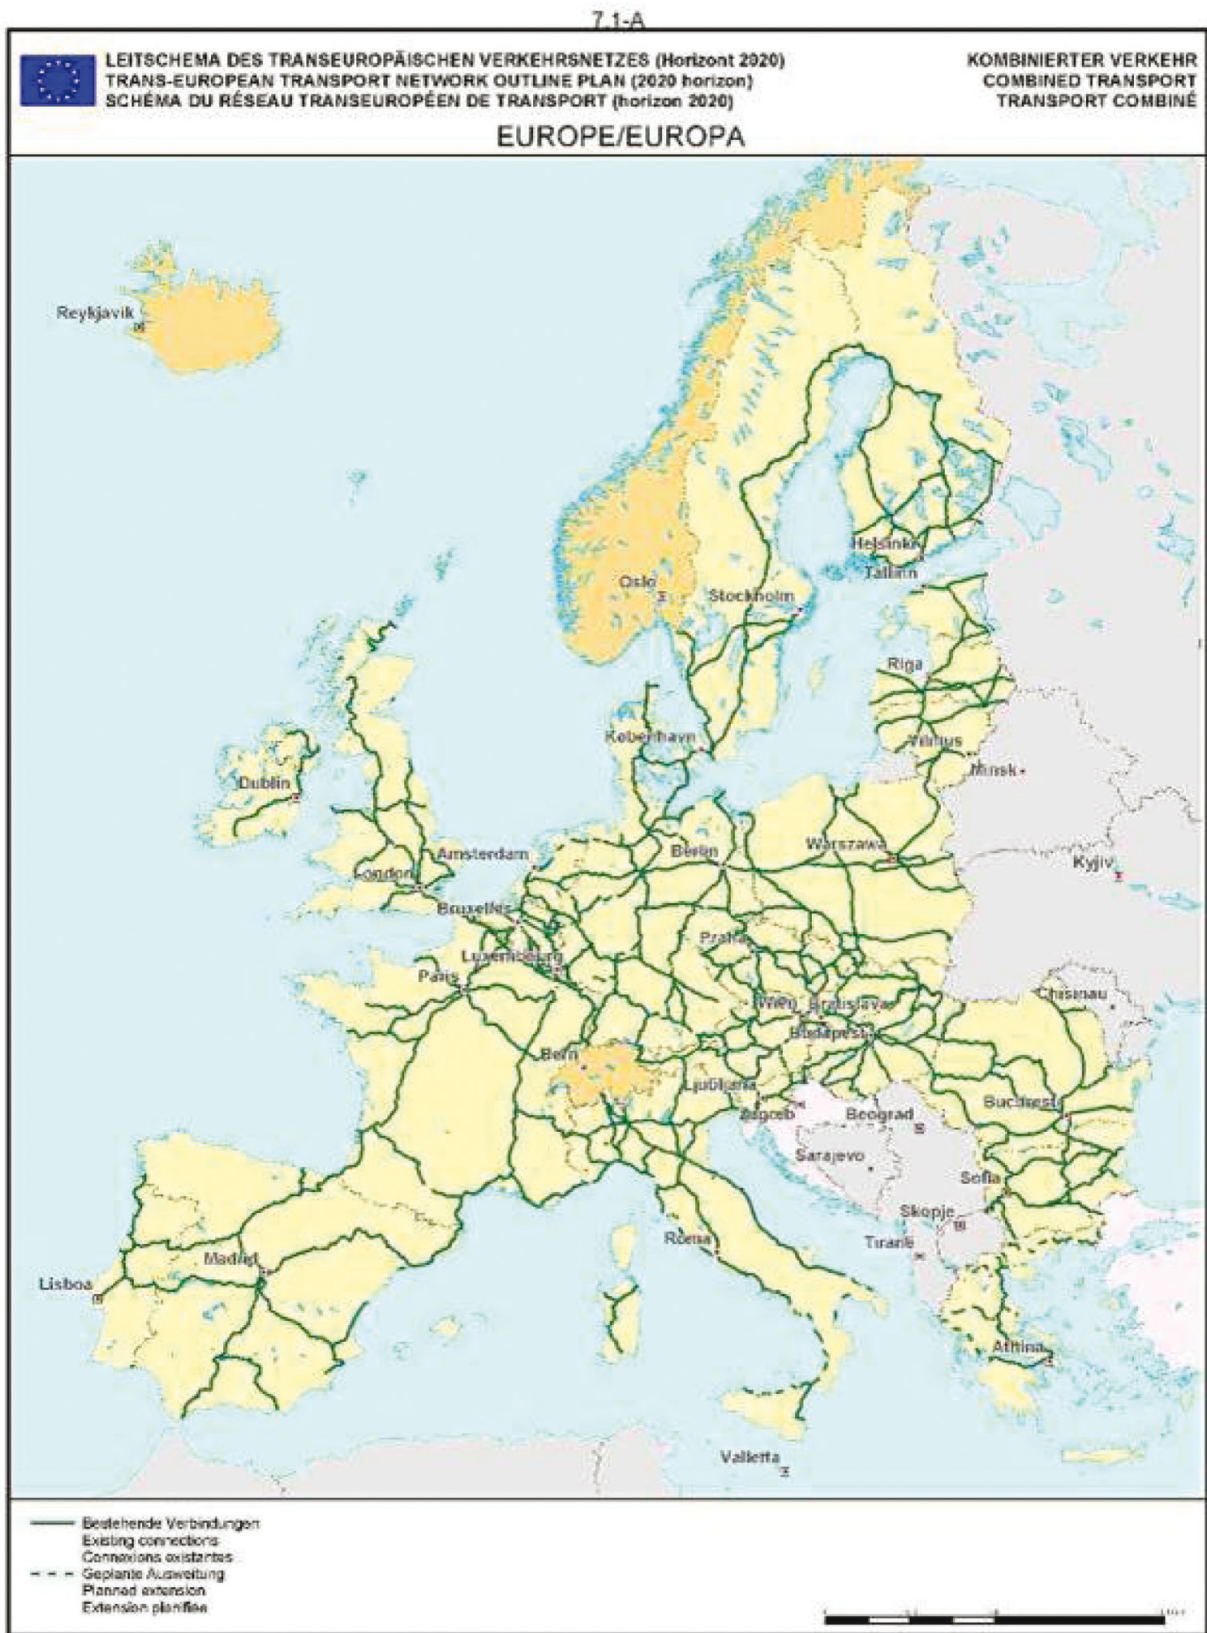 7.1-A
LEITSCHEMA DES TRANSEUROPÄISCHEN VERKEHRSNETZES (Horizont 2020)
TRANS-EUROPEAN TRANSPORT NETWORK OUTLINE PLAN (2020 horizon)
SCHÉMA DU RÉSEAU TRANSEUROPÉEN DE TRANSPORT (horizon 2020)
KOMBINIERTER VERKEHR
COMBINED TRANSPORT
TRANSPORT COMBINÉ
EUROPE/EUROPA
Reykjavik
Helsinki
Tallinn
Oslo
Stockholm
Riga
København
Vilnius
Minsk
Dublin
Amsterdam
Berlin
Warszawa
Kyjiv
London
Bruxelles
Praha
Luxembourg
Paris
Chisinau
Wien
Bratislava
Budapest
Bern
Ljubljana
Zagreb
Beograd
Bucuresti
Sarajevo
Sofia
Skopje
Roma
Tiranë
Madrid
Lisboa
Athina
Valletta
Bestehende Verbindungen
Existing connections
Connexions existantes
Geplante Ausweitung
Planned extension
Extension planifiée